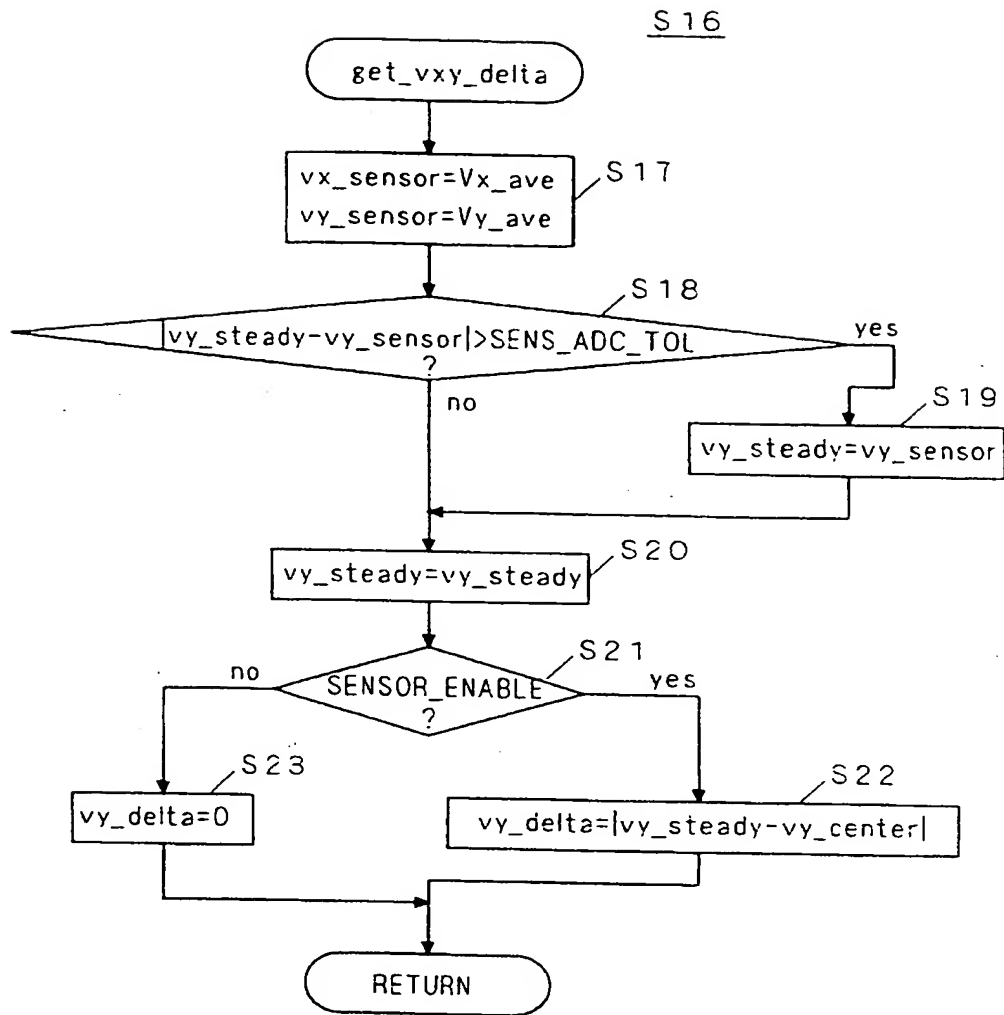 S16
get_vxy_delta
vx_sensor=Vx_ave
vy_sensor=Vy_ave
S17
S18
|vy_steady-vy_sensor|>SENS_ADC_TOL
?
yes
no
S19
vy_steady=vy_sensor
S20
vy_steady=vy_steady
S21
no
SENSOR_ENABLE
?
yes
S23
vy_delta=0
S22
vy_delta=|vy_steady-vy_center|
RETURN